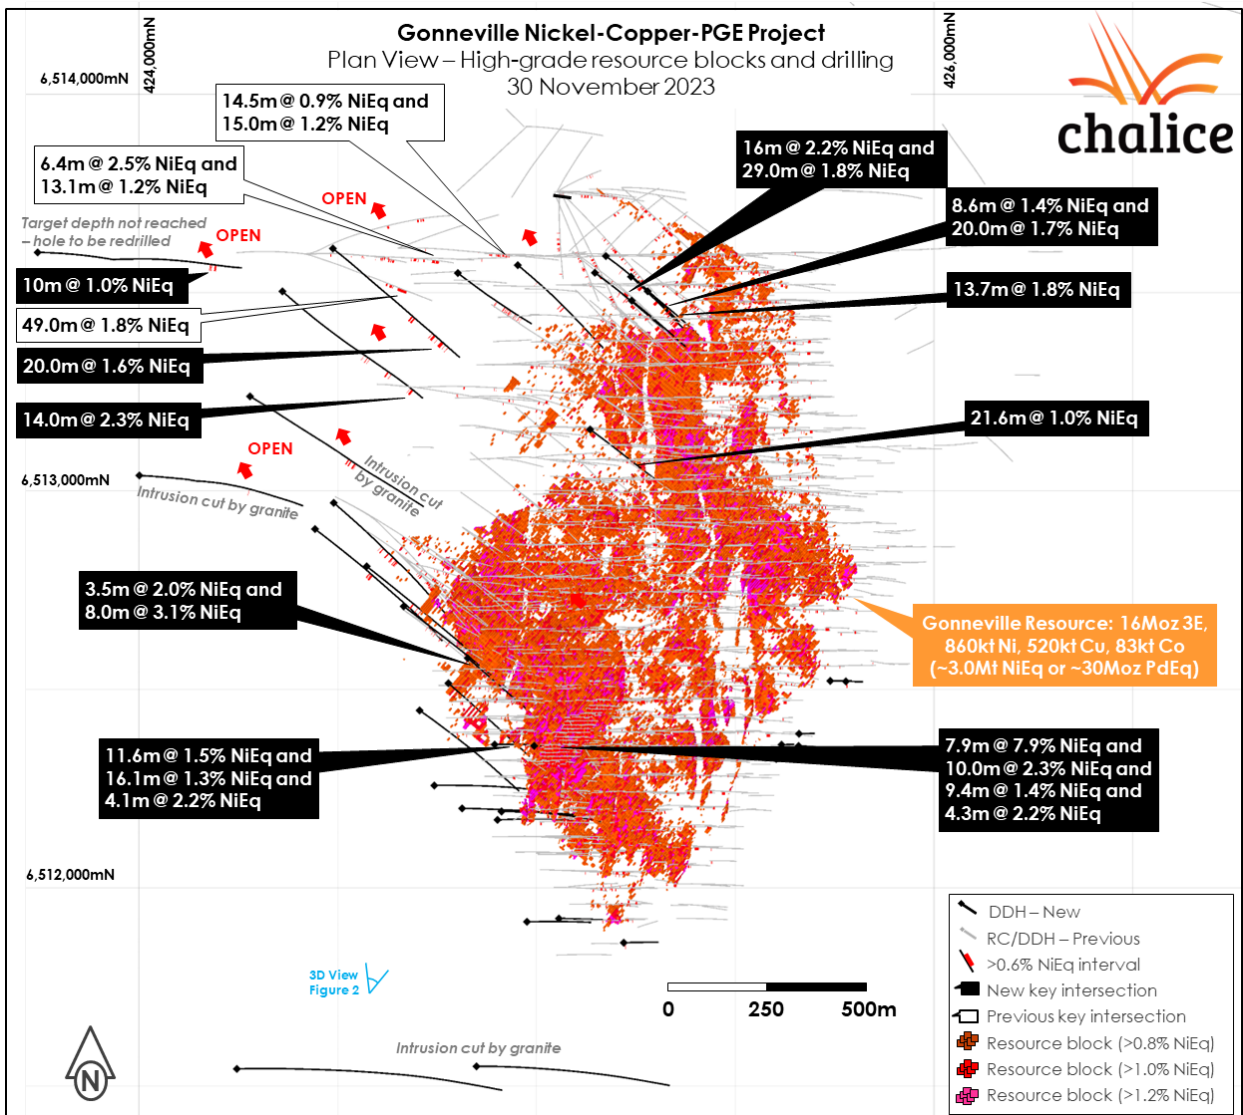 Gonneville Nickel-Copper-PGE Project
Plan View – High-grade resource blocks and drilling
30 November 2023
424,000mN
426,000mN
6,514,000mN
chalice
14.5m @ 0.9% NiEq and
15.0m @ 1.2% NiEq
6.4m @ 2.5% NiEq and
13.1m @ 1.2% NiEq
16m @ 2.2% NiEq and
29.0m @ 1.8% NiEq
8.6m @ 1.4% NiEq and
20.0m @ 1.7% NiEq
OPEN
Target depth not reached
– hole to be redrilled
OPEN
10m @ 1.0% NiEq
13.7m @ 1.8% NiEq
49.0m @ 1.8% NiEq
20.0m @ 1.6% NiEq
14.0m @ 2.3% NiEq
21.6m @ 1.0% NiEq
OPEN
6,513,000mN
Intrusion cut by granite
Intrusion cut
by granite
3.5m @ 2.0% NiEq and
8.0m @ 3.1% NiEq
Gonneville Resource: 16Moz 3E,
860kt Ni, 520kt Cu, 83kt Co
(~3.0Mt NiEq or ~30Moz PdEq)
11.6m @ 1.5% NiEq and
16.1m @ 1.3% NiEq and
4.1m @ 2.2% NiEq
7.9m @ 7.9% NiEq and
10.0m @ 2.3% NiEq and
9.4m @ 1.4% NiEq and
4.3m @ 2.2% NiEq
6,512,000mN
3D View
Figure 2
0 250 500m
Intrusion cut by granite
N
DDH – New
RC/DDH – Previous
>0.6% NiEq interval
New key intersection
Previous key intersection
Resource block (>0.8% NiEq)
Resource block (>1.0% NiEq)
Resource block (>1.2% NiEq)